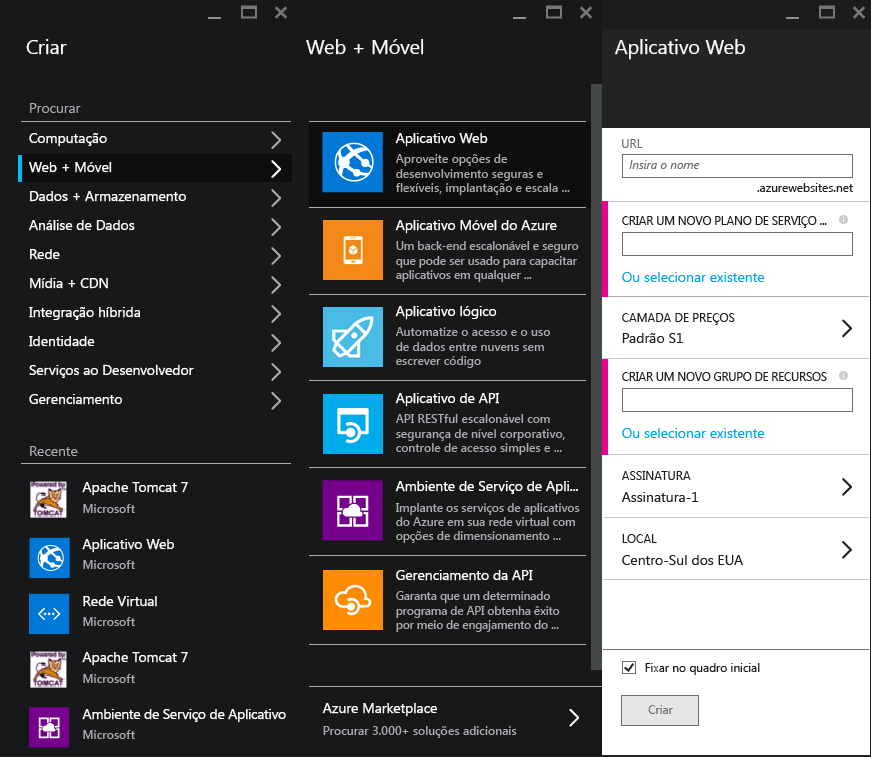 Criar
Procurar
Computação
Web + Móvel
Dados + Armazenamento
Análise de Dados
Rede
Mídia + CDN
Integração híbrida
Identidade
Serviços ao Desenvolvedor
Gerenciamento
Recente
Apache Tomcat 7
Microsoft
Aplicativo Web
Microsoft
Rede Virtual
Microsoft
Apache Tomcat 7
Microsoft
Ambiente de Serviço de Aplicativo
Microsoft
Web + Móvel
Aplicativo Web
Aproveite opções de
desenvolvimento seguras e
flexíveis, implantação e escala ...
Aplicativo Móvel do Azure
Um back-end escalonável e seguro
que pode ser usado para capacitar
aplicativos em qualquer ...
Aplicativo lógico
Automatize o acesso e o uso
de dados entre nuvens sem
escrever código
Aplicativo de API
API RESTful escalonável com
segurança de nível corporativo,
controle de acesso simples e ...
Ambiente de Serviço de Apli...
Implante os serviços de aplicativos
do Azure em sua rede virtual com
opções de dimensionamento ...
Gerenciamento da API
Garanta que um determinado
programa de API obtenha êxito
por meio de engajamento do ...
Azure Marketplace
Procurar 3.000+ soluções adicionais
Aplicativo Web
URL
Insira o nome
.azurewebsites.net
CRIAR UM NOVO PLANO DE SERVIÇO ...
Ou selecionar existente
CAMADA DE PREÇOS
Padrão S1
CRIAR UM NOVO GRUPO DE RECURSOS
Ou selecionar existente
ASSINATURA
Assinatura-1
LOCAL
Centro-Sul dos EUA
Fixar no quadro inicial
Criar